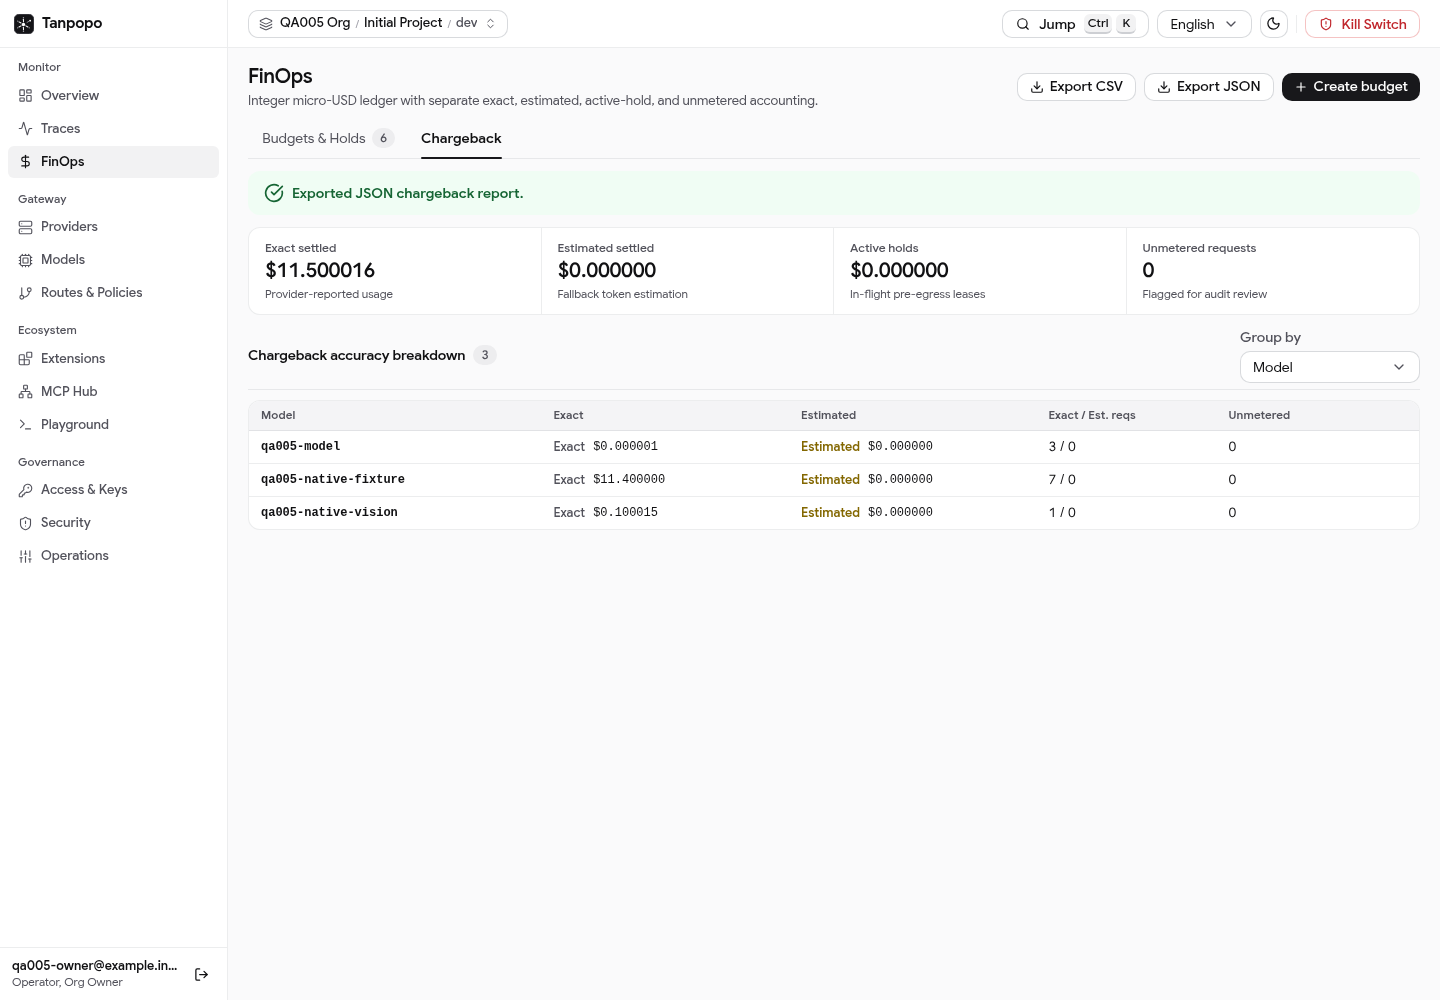 Tanpopo
QA005 Org / Initial Project / dev
Jump Ctrl K
English
Kill Switch
Monitor
Overview
Traces
FinOps
Gateway
Providers
Models
Routes & Policies
Ecosystem
Extensions
MCP Hub
Playground
Governance
Access & Keys
Security
Operations
qa005-owner@example.in...
Operator, Org Owner
FinOps
Integer micro-USD ledger with separate exact, estimated, active-hold, and unmetered accounting.
Export CSV
Export JSON
Create budget
Budgets & Holds 6
Chargeback
Exported JSON chargeback report.
Exact settled
$11.500016
Provider-reported usage
Estimated settled
$0.000000
Fallback token estimation
Active holds
$0.000000
In-flight pre-egress leases
Unmetered requests
0
Flagged for audit review
Chargeback accuracy breakdown 3
Group by
Model
Model Exact Estimated Exact / Est. reqs Unmetered
qa005-model Exact $0.000001 Estimated $0.000000 3 / 0 0
qa005-native-fixture Exact $11.400000 Estimated $0.000000 7 / 0 0
qa005-native-vision Exact $0.100015 Estimated $0.000000 1 / 0 0